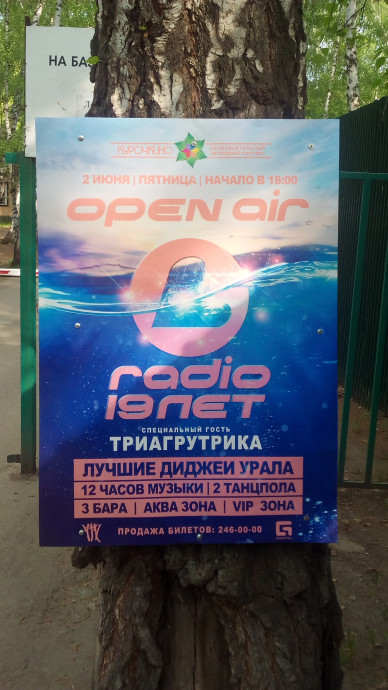 НА БА
КУРОЧКИНО
2 ИЮНЯ | ПЯТНИЦА | НАЧАЛО В 18:00
OPEN air
radio
19 ЛЕТ
СПЕЦИАЛЬНЫЙ ГОСТЬ
ТРИАГРУТРИКА
ЛУЧШИЕ ДИДЖЕИ УРАЛА
12 ЧАСОВ МУЗЫКИ | 2 ТАНЦПОЛА
3 БАРА | АКВА ЗОНА | VIP ЗОНА
ПРОДАЖА БИЛЕТОВ: 246-00-00